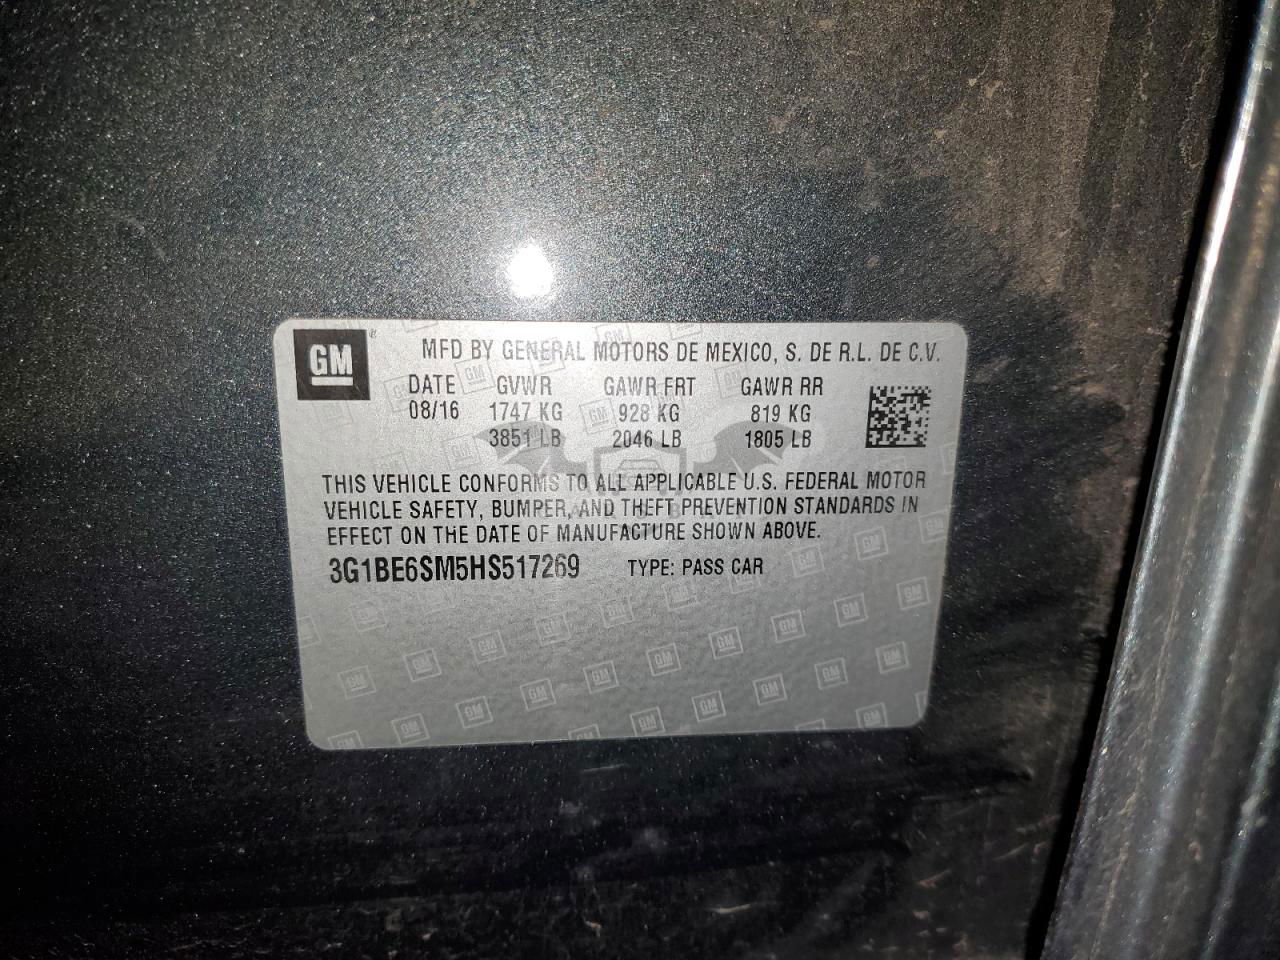 GM
MFD BY GENERAL MOTORS DE MEXICO, S. DE R.L. DE C.V.
DATE GVWR GAWR FRT GAWR RR
08/16 1747 KG 928 KG 819 KG
3851 LB 2046 LB 1805 LB
THIS VEHICLE CONFORMS TO ALL APPLICABLE U.S. FEDERAL MOTOR
VEHICLE SAFETY, BUMPER, AND THEFT PREVENTION STANDARDS IN
EFFECT ON THE DATE OF MANUFACTURE SHOWN ABOVE.
3G1BE6SM5HS517269 TYPE: PASS CAR